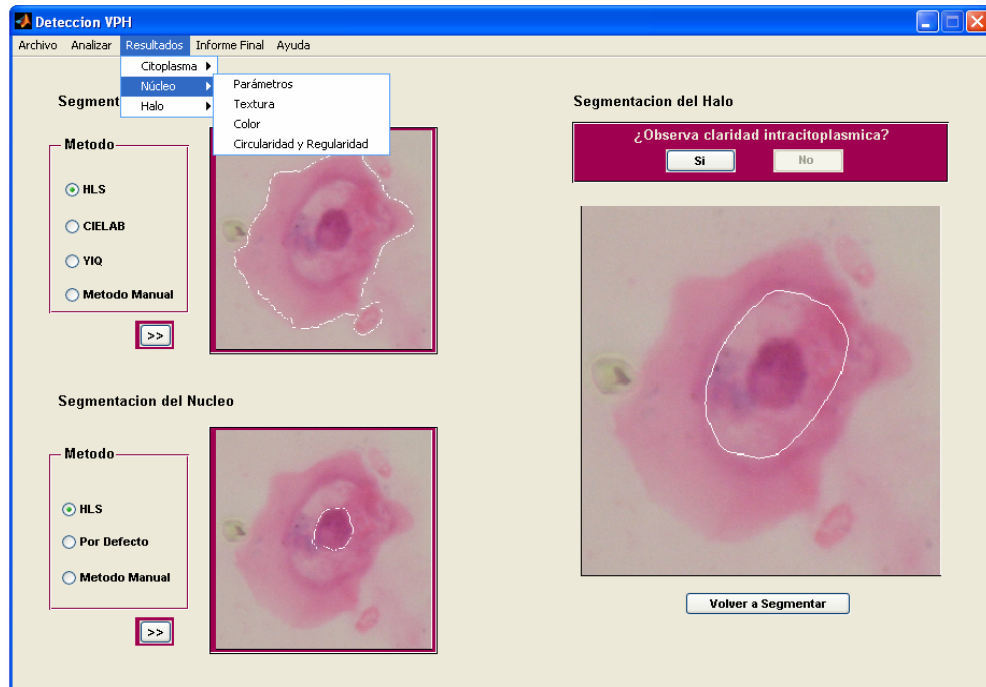 Deteccion VPH
Archivo Analizar Resultados Informe Final Ayuda
Citoplasma
Núcleo
Halo
Parámetros
Textura
Color
Circularidad y Regularidad
Segment
Metodo
HLS
CIELAB
YIQ
Metodo Manual
>>
Segmentacion del Nucleo
Metodo
HLS
Por Defecto
Metodo Manual
>>
Segmentacion del Halo
¿Observa claridad intracitoplasmica?
Si No
Volver a Segmentar